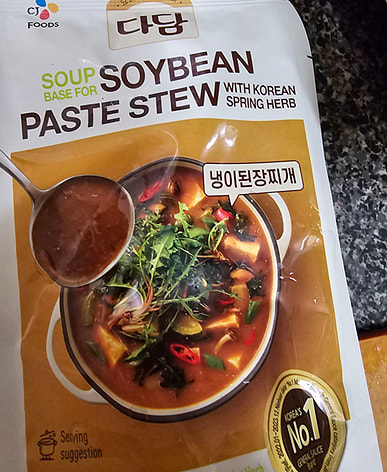 CJ
FOODS
다담
SOUP
BASE FOR
SOYBEAN
PASTE STEW
WITH KOREAN
SPRING HERB
냉이된장찌개
KOREA'S
No.1
Serving
suggestion